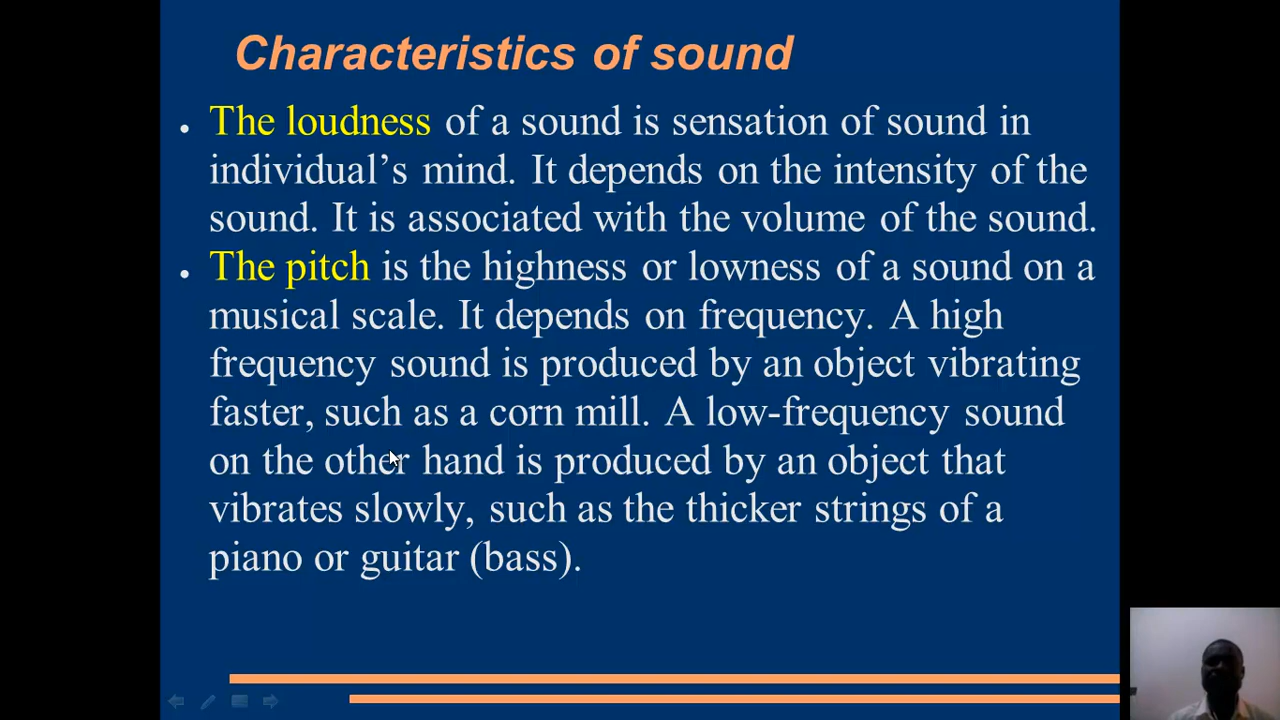 Characteristics of sound
The loudness of a sound is sensation of sound in
individual’s mind. It depends on the intensity of the
sound. It is associated with the volume of the sound.
The pitch is the highness or lowness of a sound on a
musical scale. It depends on frequency. A high
frequency sound is produced by an object vibrating
faster, such as a corn mill. A low-frequency sound
on the other hand is produced by an object that
vibrates slowly, such as the thicker strings of a
piano or guitar (bass).